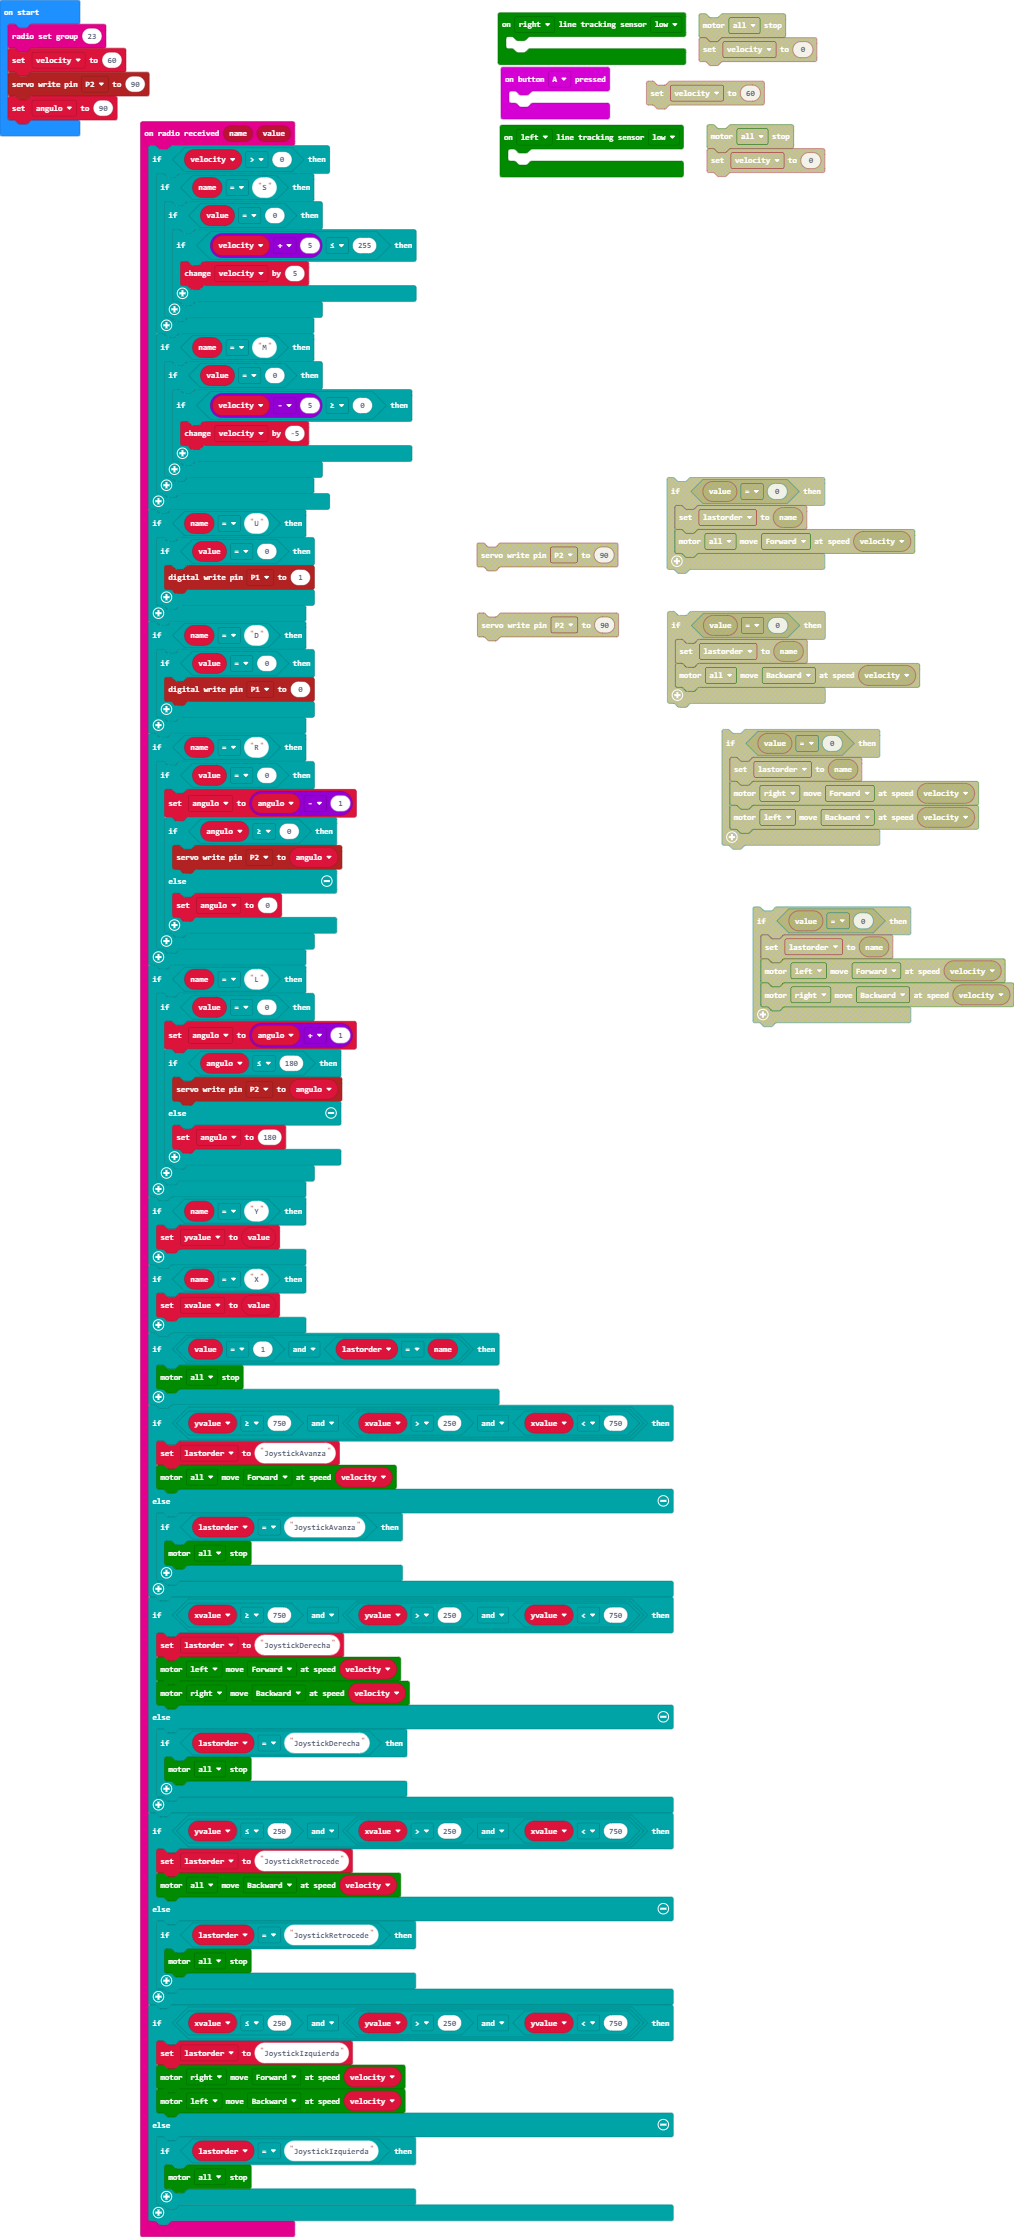 on start
radio set group 23
set velocity to 60
servo write pin P2 to 90
set angulo to 90
on right line tracking sensor low
motor all stop
set velocity to 0
on button A pressed
set velocity to 60
on left line tracking sensor low
motor all stop
set velocity to 0
on radio received name value
if velocity > 0 then
if name = "S" then
if value = 0 then
if velocity + 5 ≤ 255 then
change velocity by 5
if name = "M" then
if value = 0 then
if velocity - 5 ≥ 0 then
change velocity by -5
if name = "U" then
if value = 0 then
digital write pin P1 to 1
if name = "D" then
if value = 0 then
digital write pin P1 to 0
if name = "R" then
if value = 0 then
set angulo to angulo - 1
if angulo ≥ 0 then
servo write pin P2 to angulo
else
set angulo to 0
if name = "L" then
if value = 0 then
set angulo to angulo + 1
if angulo ≤ 180 then
servo write pin P2 to angulo
else
set angulo to 180
if name = "Y" then
set yvalue to value
if name = "X" then
set xvalue to value
if value = 1 and lastorder = name then
motor all stop
if yvalue ≥ 750 and xvalue > 250 and xvalue < 750 then
set lastorder to "JoystickAvanza"
motor all move Forward at speed velocity
else
if lastorder = "JoystickAvanza" then
motor all stop
if xvalue ≥ 750 and yvalue > 250 and yvalue < 750 then
set lastorder to "JoystickDerecha"
motor left move Forward at speed velocity
motor right move Backward at speed velocity
else
if lastorder = "JoystickDerecha" then
motor all stop
if yvalue ≤ 250 and xvalue > 250 and xvalue < 750 then
set lastorder to "JoystickRetrocede"
motor all move Backward at speed velocity
else
if lastorder = "JoystickRetrocede" then
motor all stop
if xvalue ≤ 250 and yvalue > 250 and yvalue < 750 then
set lastorder to "JoystickIzquierda"
motor right move Forward at speed velocity
motor left move Backward at speed velocity
else
if lastorder = "JoystickIzquierda" then
motor all stop
servo write pin P2 to 90
servo write pin P2 to 90
if value = 0 then
set lastorder to name
motor all move Forward at speed velocity
if value = 0 then
set lastorder to name
motor all move Backward at speed velocity
if value = 0 then
set lastorder to name
motor right move Forward at speed velocity
motor left move Backward at speed velocity
if value = 0 then
set lastorder to name
motor left move Forward at speed velocity
motor right move Backward at speed velocity